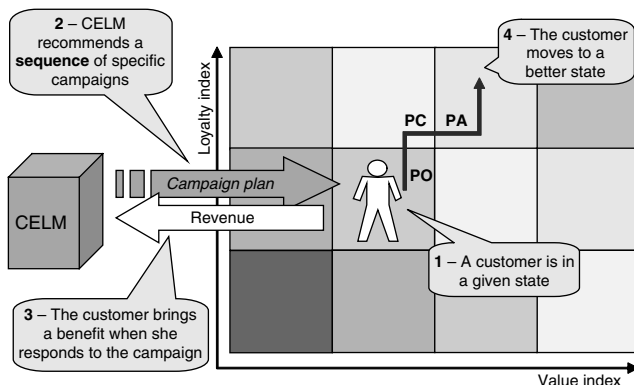 2 – CELM
recommends a
sequence of specific
campaigns
4 – The customer
moves to a
better state
Loyalty index
PC
PA
PO
Campaign plan
Revenue
CELM
1 – A customer is in
a given state
3 – The customer brings
a benefit when she
responds to the campaign
Value index